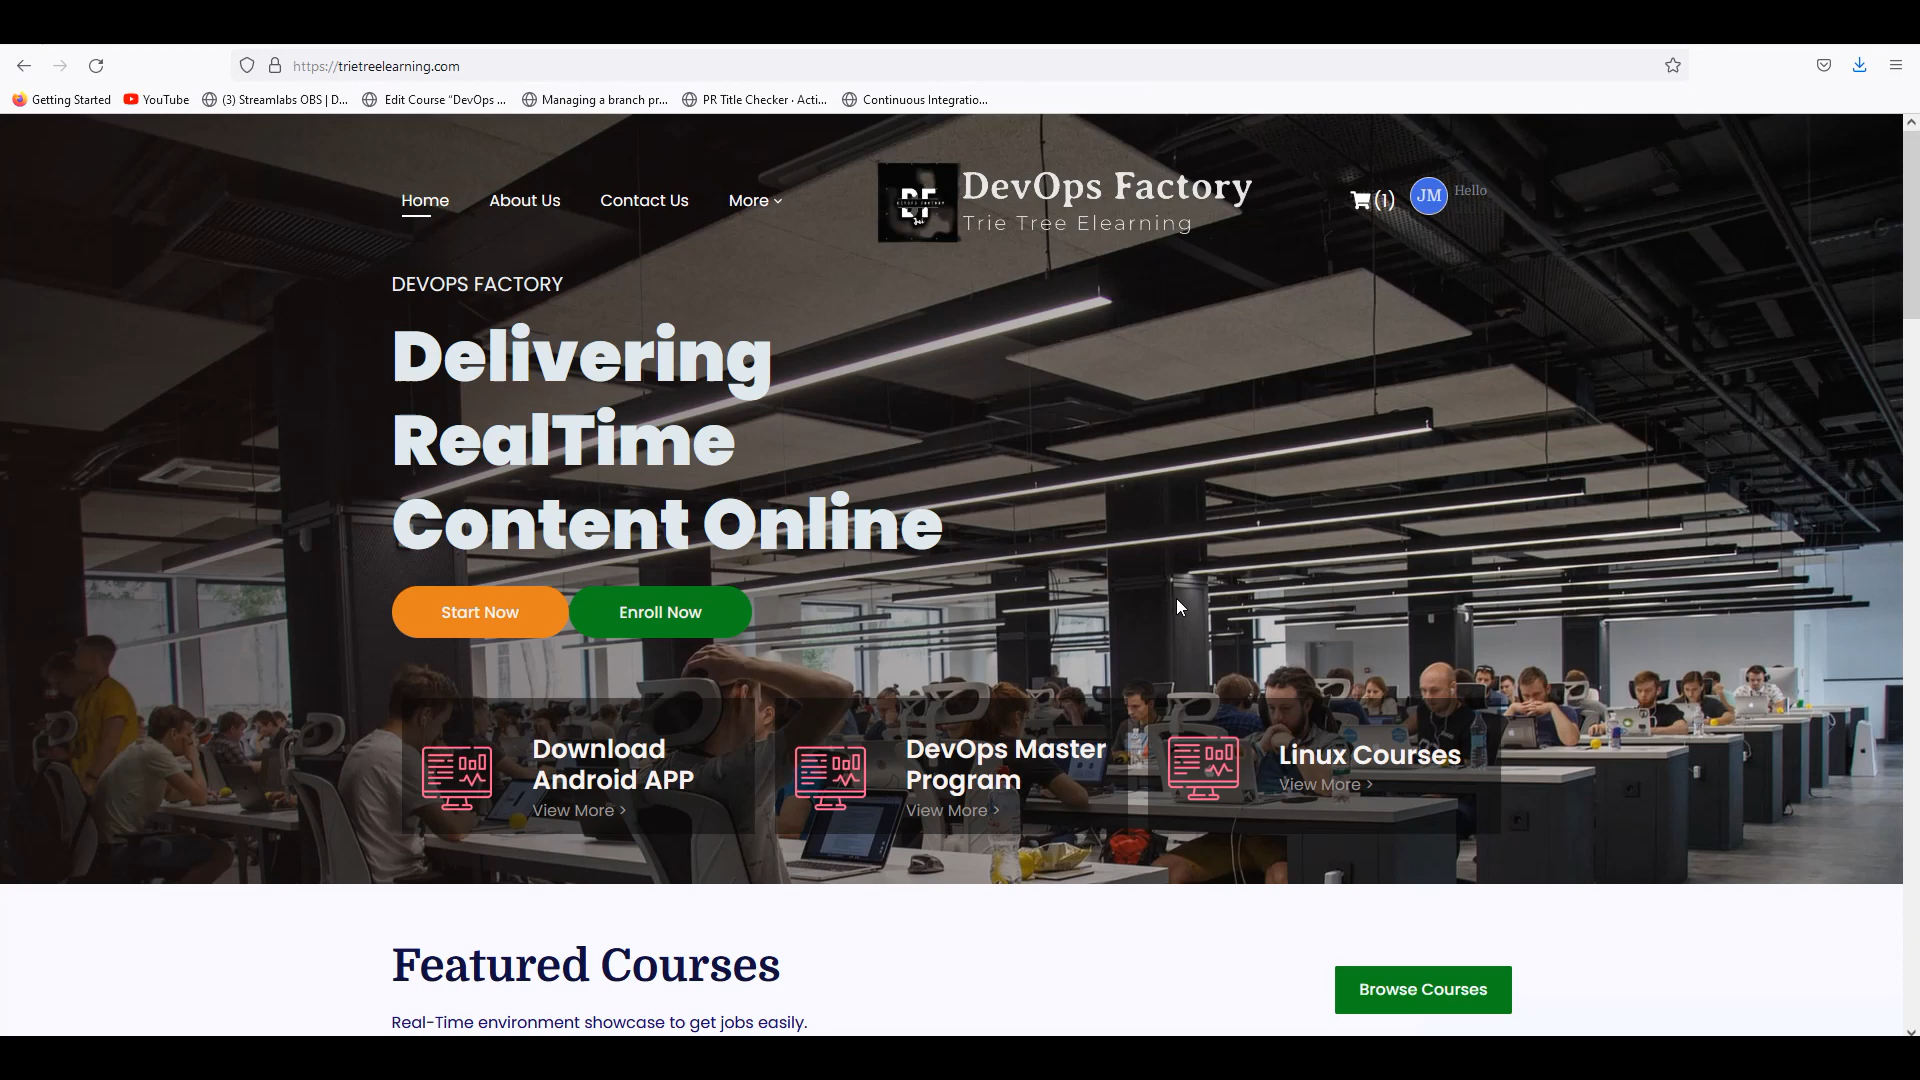 https://trietreelearning.com
Getting Started
YouTube
(3) Streamlabs OBS | D...
Edit Course “DevOps ...
Managing a branch pr...
PR Title Checker · Acti...
Continuous Integratio...
Home
About Us
Contact Us
More
DF
DevOps Factory
Trie Tree Elearning
(1)
JM
Hello
DEVOPS FACTORY
Delivering
RealTime
Content Online
Start Now
Enroll Now
Download
Android APP
View More >
DevOps Master
Program
View More >
Linux Courses
View More >
Featured Courses
Browse Courses
Real-Time environment showcase to get jobs easily.